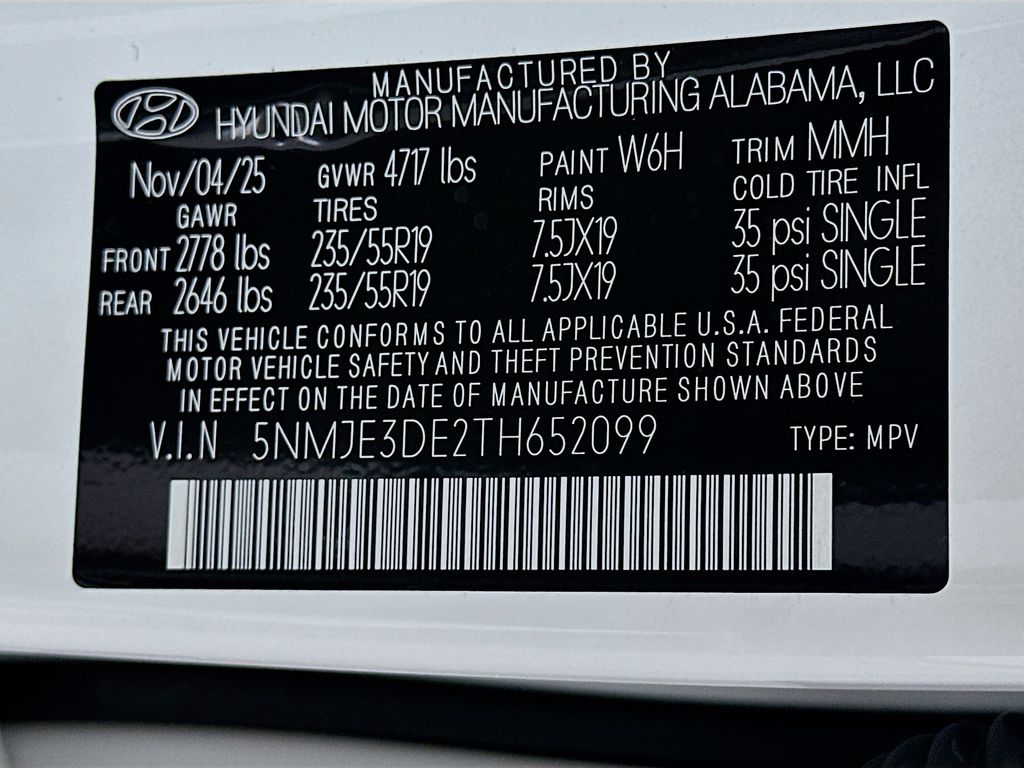 MANUFACTURED BY
HYUNDAI MOTOR MANUFACTURING ALABAMA, LLC
Nov/04/25 GVWR 4717 lbs PAINT W6H TRIM MMH
GAWR TIRES RIMS COLD TIRE INFL
FRONT 2778 lbs 235/55R19 7.5JX19 35 psi SINGLE
REAR 2646 lbs 235/55R19 7.5JX19 35 psi SINGLE
THIS VEHICLE CONFORMS TO ALL APPLICABLE U.S.A. FEDERAL
MOTOR VEHICLE SAFETY AND THEFT PREVENTION STANDARDS
IN EFFECT ON THE DATE OF MANUFACTURE SHOWN ABOVE
V.I.N 5NMJE3DE2TH652099 TYPE: MPV